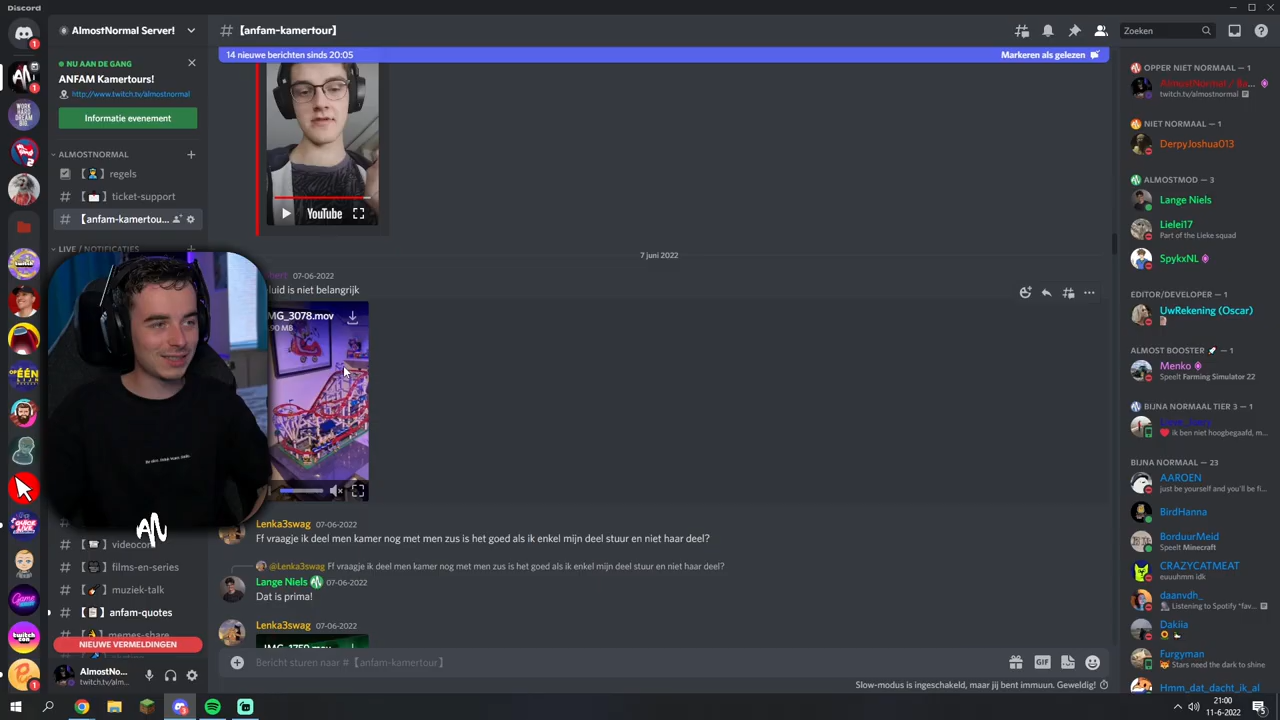 Discord
AlmostNormal Server!
NU AAN DE GANG
ANFAM Kamertours!
http://www.twitch.tv/almostnormal
Informatie evenement
ALMOSTNORMAL
regels
ticket-support
【anfam-kamertou...
LIVE / NOTIFICATIES
videocon
films-en-series
muziek-talk
anfam-quotes
memes-share
NIEUWE VERMELDINGEN
AlmostNo...
twitch.tv/alm...
【anfam-kamertour】
Zoeken
14 nieuwe berichten sinds 20:05
Markeren als gelezen
YouTube
7 juni 2022
07-06-2022
luid is niet belangrijk
MG_3078.mov
90 MB
Lenka3swag 07-06-2022
Ff vraagje ik deel men kamer nog met men zus is het goed als ik enkel mijn deel stuur en niet haar deel?
@Lenka3swag Ff vraagje ik deel men kamer nog met men zus is het goed als ik enkel mijn deel stuur en niet haar deel?
Lange Niels 07-06-2022
Dat is prima!
Lenka3swag 07-06-2022
IMG_1750.mov
Bericht sturen naar #【anfam-kamertour】
GIF
Slow-modus is ingeschakeld, maar jij bent immuun. Geweldig!
OPPER NIET NORMAAL — 1
twitch.tv/almostnormal
NIET NORMAAL — 1
DerpyJoshua013
ALMOSTMOD — 3
Lange Niels
Lielei17
Part of the Lieke squad
SpykxNL
EDITOR/DEVELOPER — 1
UwRekening (Oscar)
ALMOST BOOSTER 🚀 — 1
Menko
Speelt Farming Simulator 22
BIJNA NORMAAL TIER 3 — 1
ik ben niet hoogbegaafd, m...
BIJNA NORMAAL — 23
AAROEN
just be yourself and you'll be fi...
BirdHanna
BorduurMeid
Speelt Minecraft
CRAZYCATMEAT
euuuhmm idk
daanvdh_
Listening to Spotify "fav...
Dakiia
Furgyman
Stars need the dark to shine
Hmm_dat_dacht_ik_al
21:00
11-6-2022